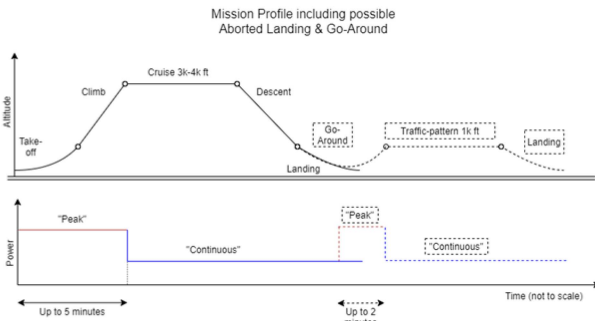 Mission Profile including possible
Aborted Landing & Go-Around
Cruise 3k-4k ft
Climb
Descent
Altitude
Go-
Around
Traffic-pattern 1k ft
Take-
off
Landing
Landing
"Peak"
"Peak"
"Continuous"
"Continuous"
Power
Time (not to scale)
Up to 5 minutes
Up to 2
minutes